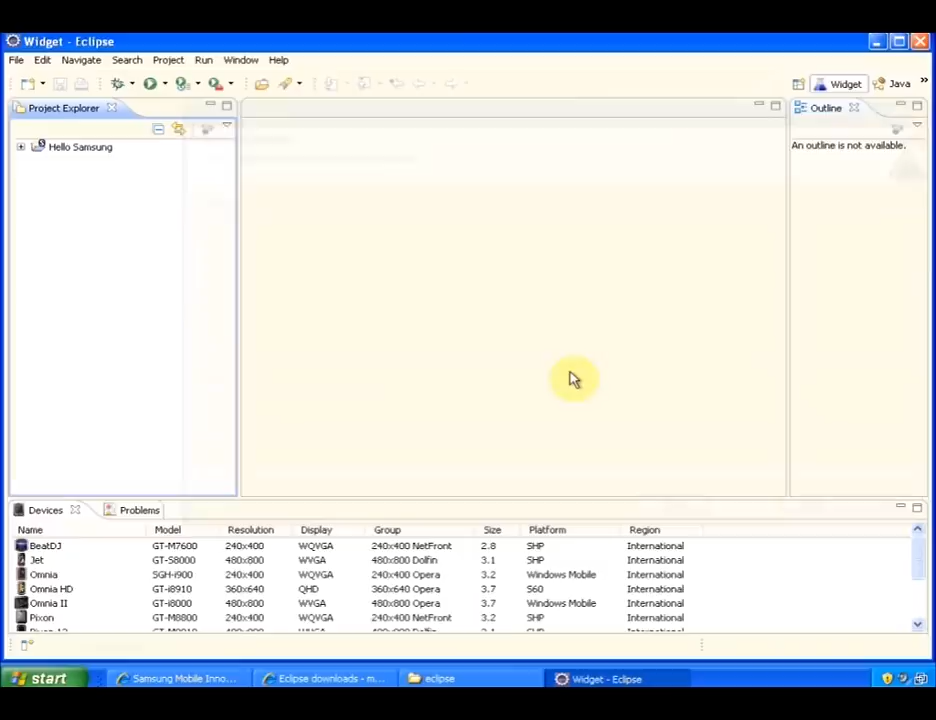 Widget - Eclipse
File Edit Navigate Search Project Run Window Help
Widget Java »
Project Explorer
Outline
Hello Samsung
An outline is not available.
Devices Problems
Name Model Resolution Display Group Size Platform Region
BeatDJ GT-M7600 240x400 WQVGA 240x400 NetFront 2.8 SHP International
Jet GT-S8000 480x800 WVGA 480x800 Dolfin 3.1 SHP International
Omnia SGH-i900 240x400 WQVGA 240x400 Opera 3.2 Windows Mobile International
Omnia HD GT-i8910 360x640 QHD 360x640 Opera 3.7 S60 International
Omnia II GT-i8000 480x800 WVGA 480x800 Opera 3.7 Windows Mobile International
Pixon GT-M8800 240x400 WQVGA 240x400 NetFront 3.2 SHP International
start Samsung Mobile Inno... Eclipse downloads - m... eclipse Widget - Eclipse